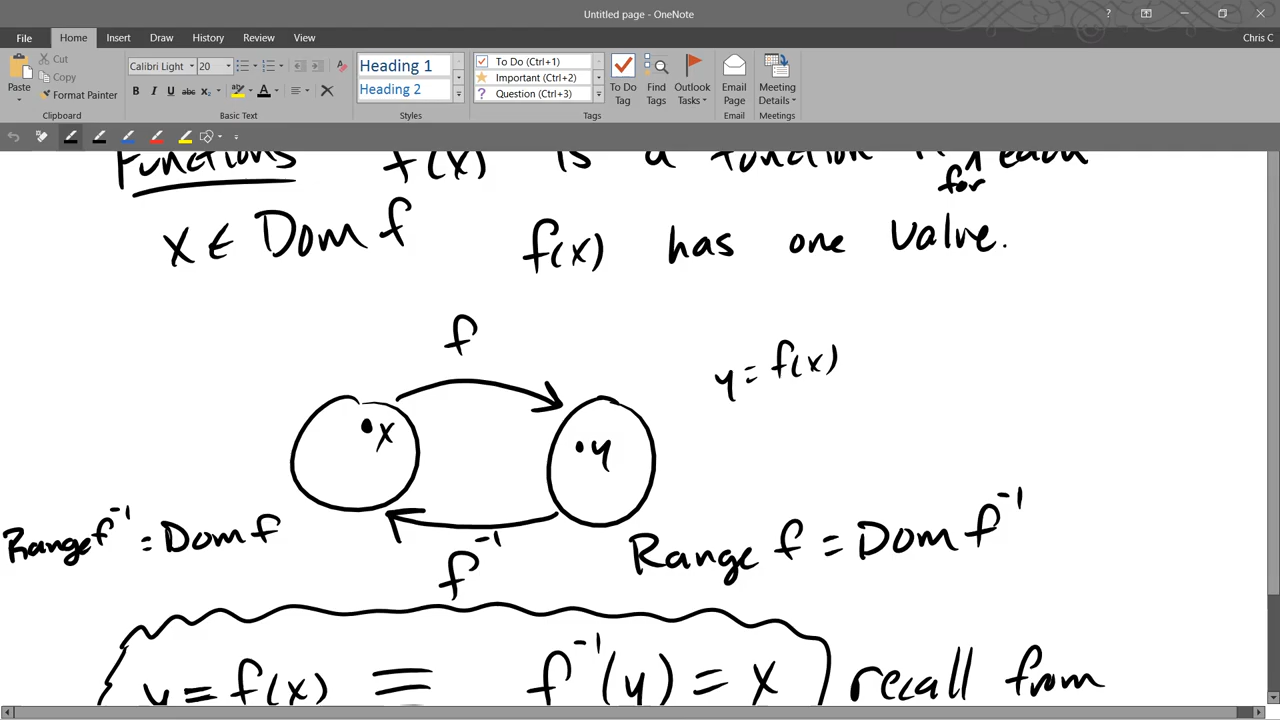 Untitled page - OneNote
File Home Insert Draw History Review View
Chris C
Cut
Copy
Format Painter
Paste
Clipboard
Calibri Light 20
B I U abc x₂ A
Basic Text
Heading 1
Heading 2
Styles
To Do (Ctrl+1)
Important (Ctrl+2)
Question (Ctrl+3)
To Do Tag
Find Tags
Outlook Tasks
Tags
Email Page
Email
Meeting Details
Meetings
Functions f(x) is a function if for each
x ∈ Dom f f(x) has one value.
f
y = f(x)
x
y
Range f⁻¹ = Dom f
f⁻¹
Range f = Dom f⁻¹
y = f(x) = f⁻¹(y) = x recall from